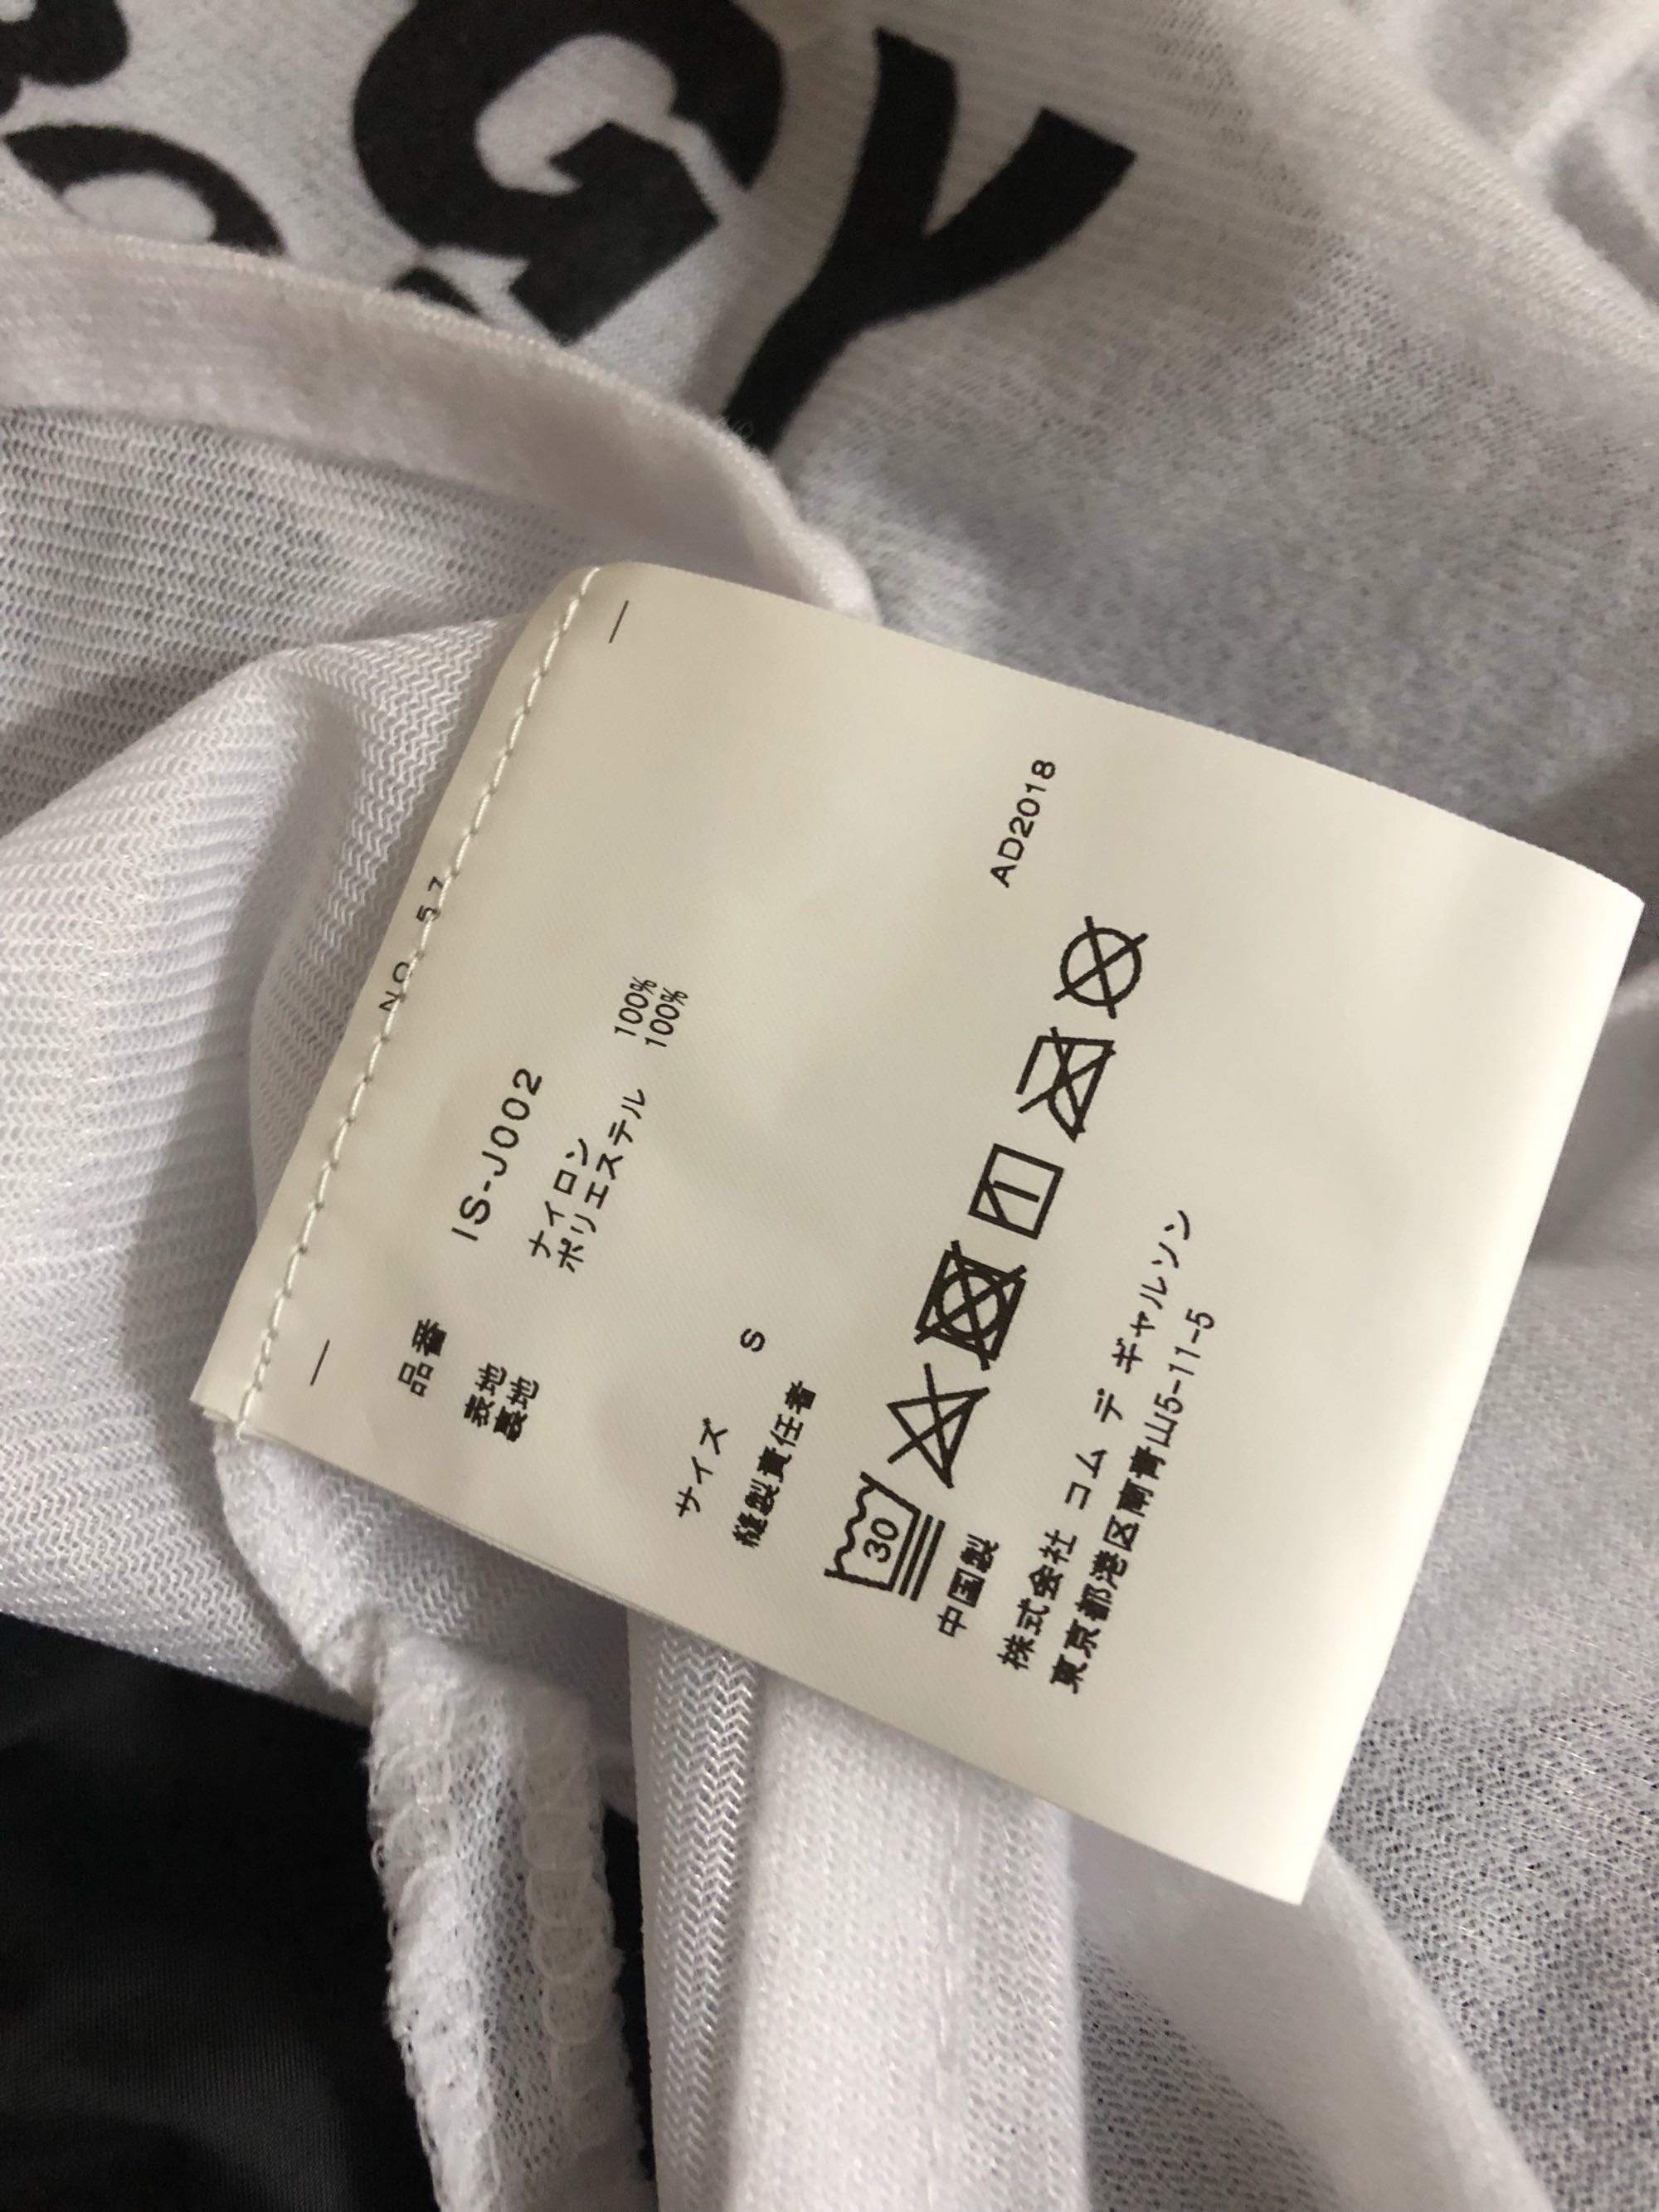 Gy
NO 57
品番 IS-J002
表地 ナイロン 100%
裏地 ポリエステル 100%
サイズ S
縫製責任者
30
中国製 AD2018
株式会社 コム デ ギャルソン
東京都港区南青山5-11-5